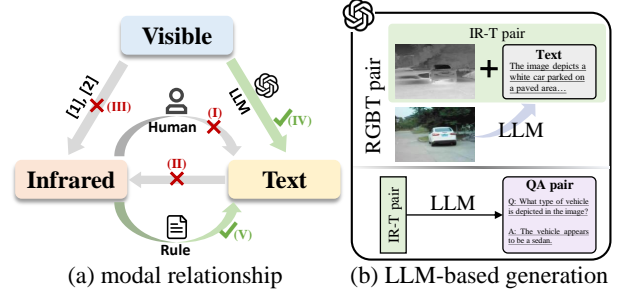 Visible
[1], [2]
(III)
Human
(I)
LLM
(IV)
(II)
Infrared
Text
Rule
(V)
(a) modal relationship
RGBT pair
IR-T pair
+
Text
The image depicts a
white car parked on
a paved area…
LLM
IR-T pair
LLM
QA pair
Q: What type of vehicle
is depicted in the image?
A: The vehicle appears
to be a sedan.
(b) LLM-based generation